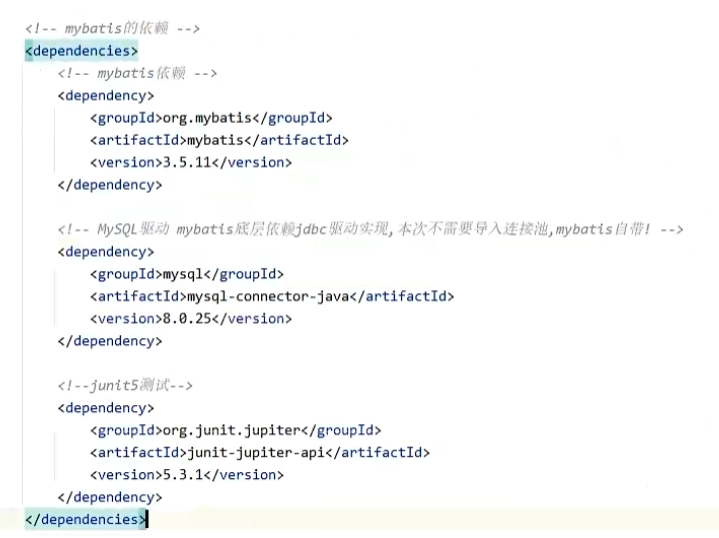 <!-- mybatis的依赖 -->
<dependencies>
<!-- mybatis依赖 -->
<dependency>
<groupId>org.mybatis</groupId>
<artifactId>mybatis</artifactId>
<version>3.5.11</version>
</dependency>
<!-- MySQL驱动 mybatis底层依赖jdbc驱动实现,本次不需要导入连接池,mybatis自带! -->
<dependency>
<groupId>mysql</groupId>
<artifactId>mysql-connector-java</artifactId>
<version>8.0.25</version>
</dependency>
<!--junit5测试-->
<dependency>
<groupId>org.junit.jupiter</groupId>
<artifactId>junit-jupiter-api</artifactId>
<version>5.3.1</version>
</dependency>
</dependencies>